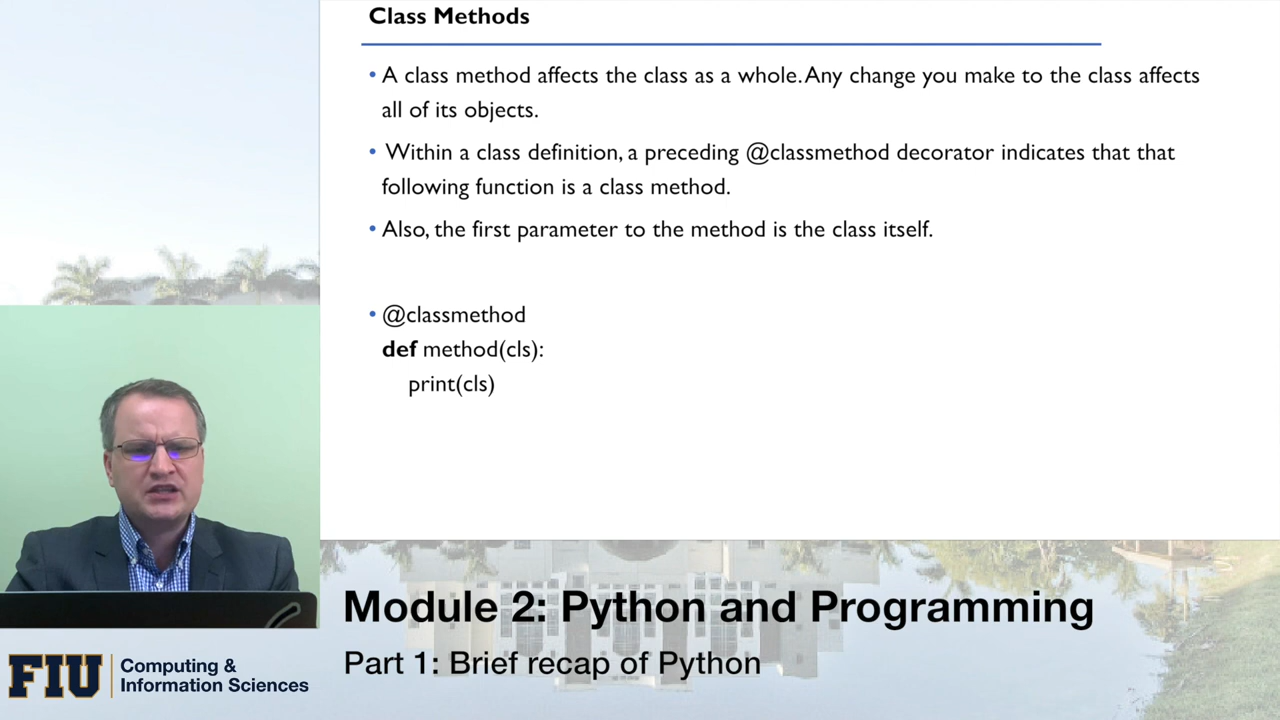 Class Methods
• A class method affects the class as a whole. Any change you make to the class affects
all of its objects.
• Within a class definition, a preceding @classmethod decorator indicates that that
following function is a class method.
• Also, the first parameter to the method is the class itself.
• @classmethod
def method(cls):
print(cls)
Module 2: Python and Programming
Part 1: Brief recap of Python
FIU
Computing &
Information Sciences